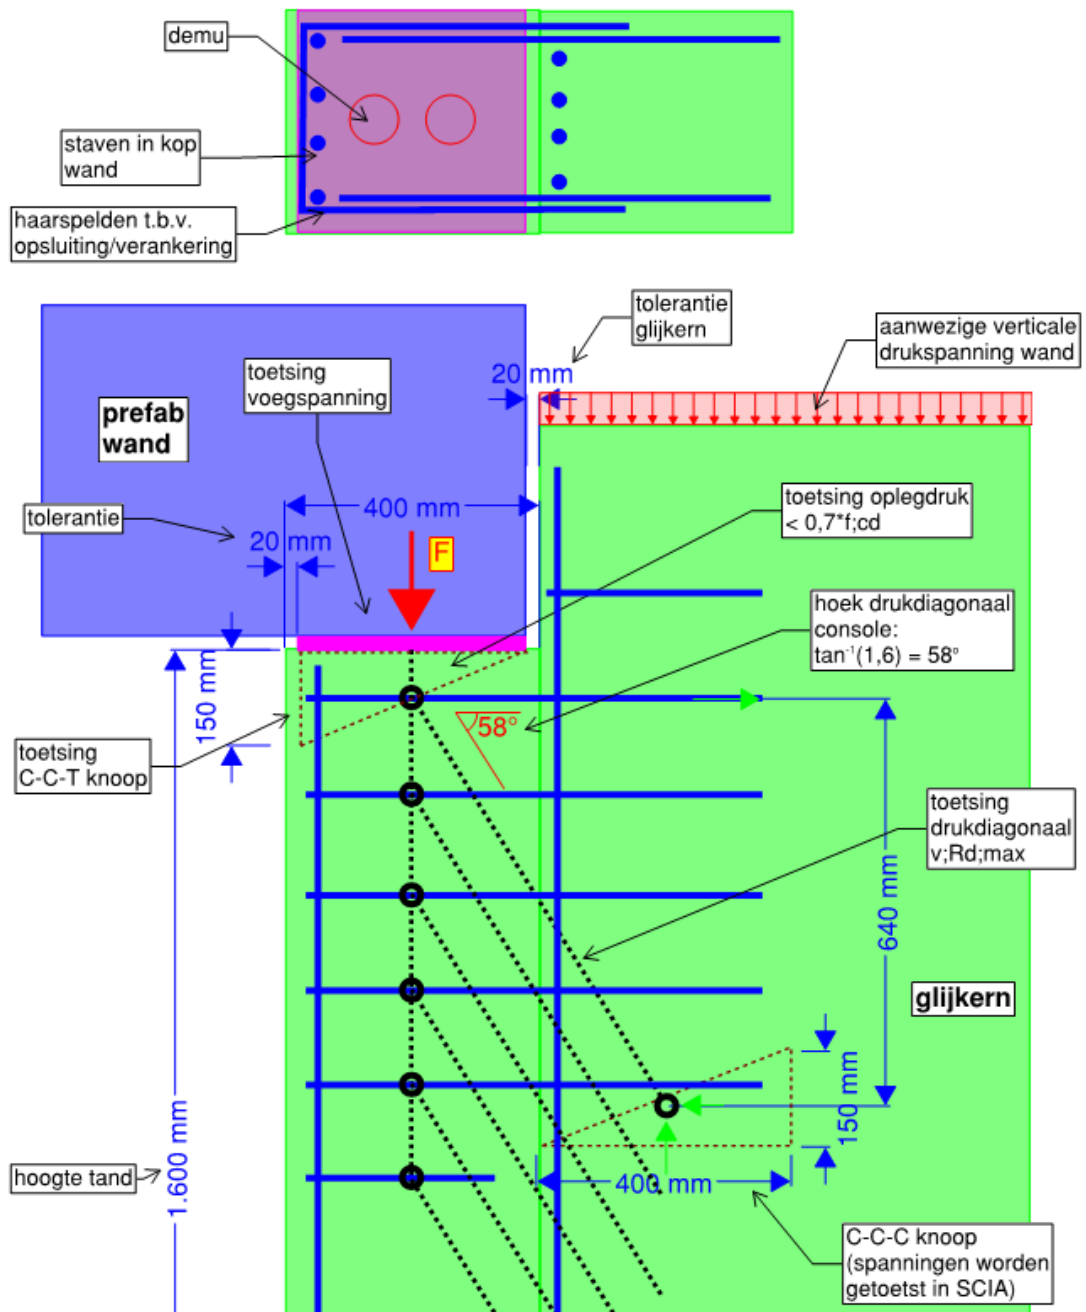 demu
staven in kop
wand
haarspelden t.b.v.
opsluiting/verankering
tolerantie
glijkern
aanwezige verticale
drukspanning wand
toetsing
voegspanning
20 mm
prefab
wand
toetsing oplegdruk
< 0,7*f;cd
400 mm
tolerantie
20 mm
F
hoek drukdiagonaal
console:
tan⁻¹(1,6) = 58°
150 mm
58°
toetsing
C-C-T knoop
toetsing
drukdiagonaal
v;Rd;max
640 mm
glijkern
150 mm
hoogte tand
1.600 mm
400 mm
C-C-C knoop
(spanningen worden
getoetst in SCIA)